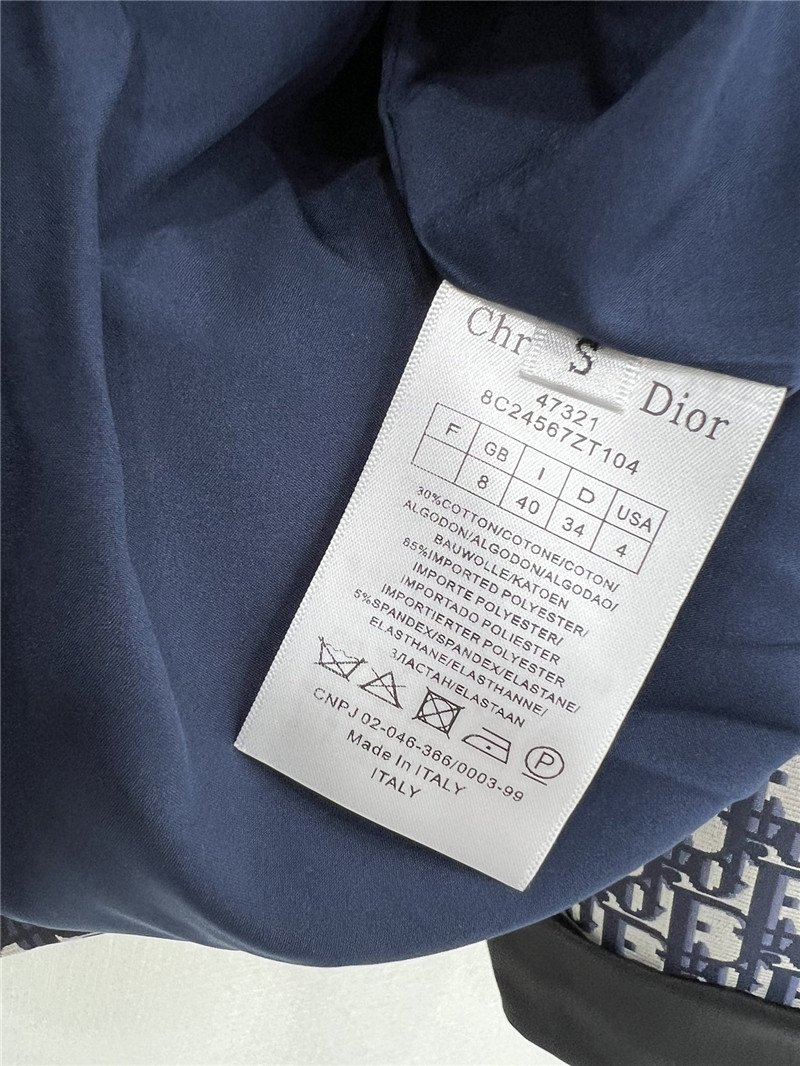 Chr S Dior
47321
8C24567ZT104
F GB I D USA
8 40 34 4
30%COTTON/COTONE/COTON/
ALGODON/ALGODON/ALGODAO/
BAUWOLLE/KATOEN
65%IMPORTED POLYESTER/
IMPORTE POLYESTER/
IMPORTADO POLIESTER
IMPORTIERTER POLYESTER
5%SPANDEX/SPANDEX/ELASTANE/
ELASTHANE/ELASTHANNE/
ЗЛАСТАН/ELASTAAN
P
CNPJ 02-046-366/0003-99
Made In ITALY
ITALY